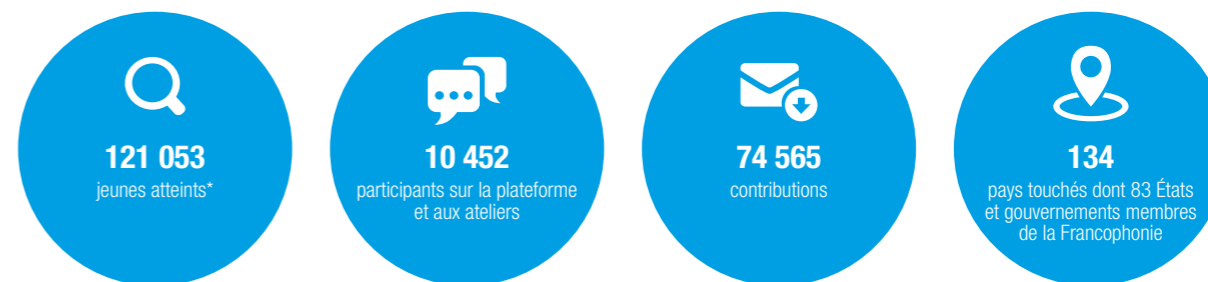 121 053
jeunes atteints*
10 452
participants sur la plateforme
et aux ateliers
74 565
contributions
134
pays touchés dont 83 États
et gouvernements membres
de la Francophonie